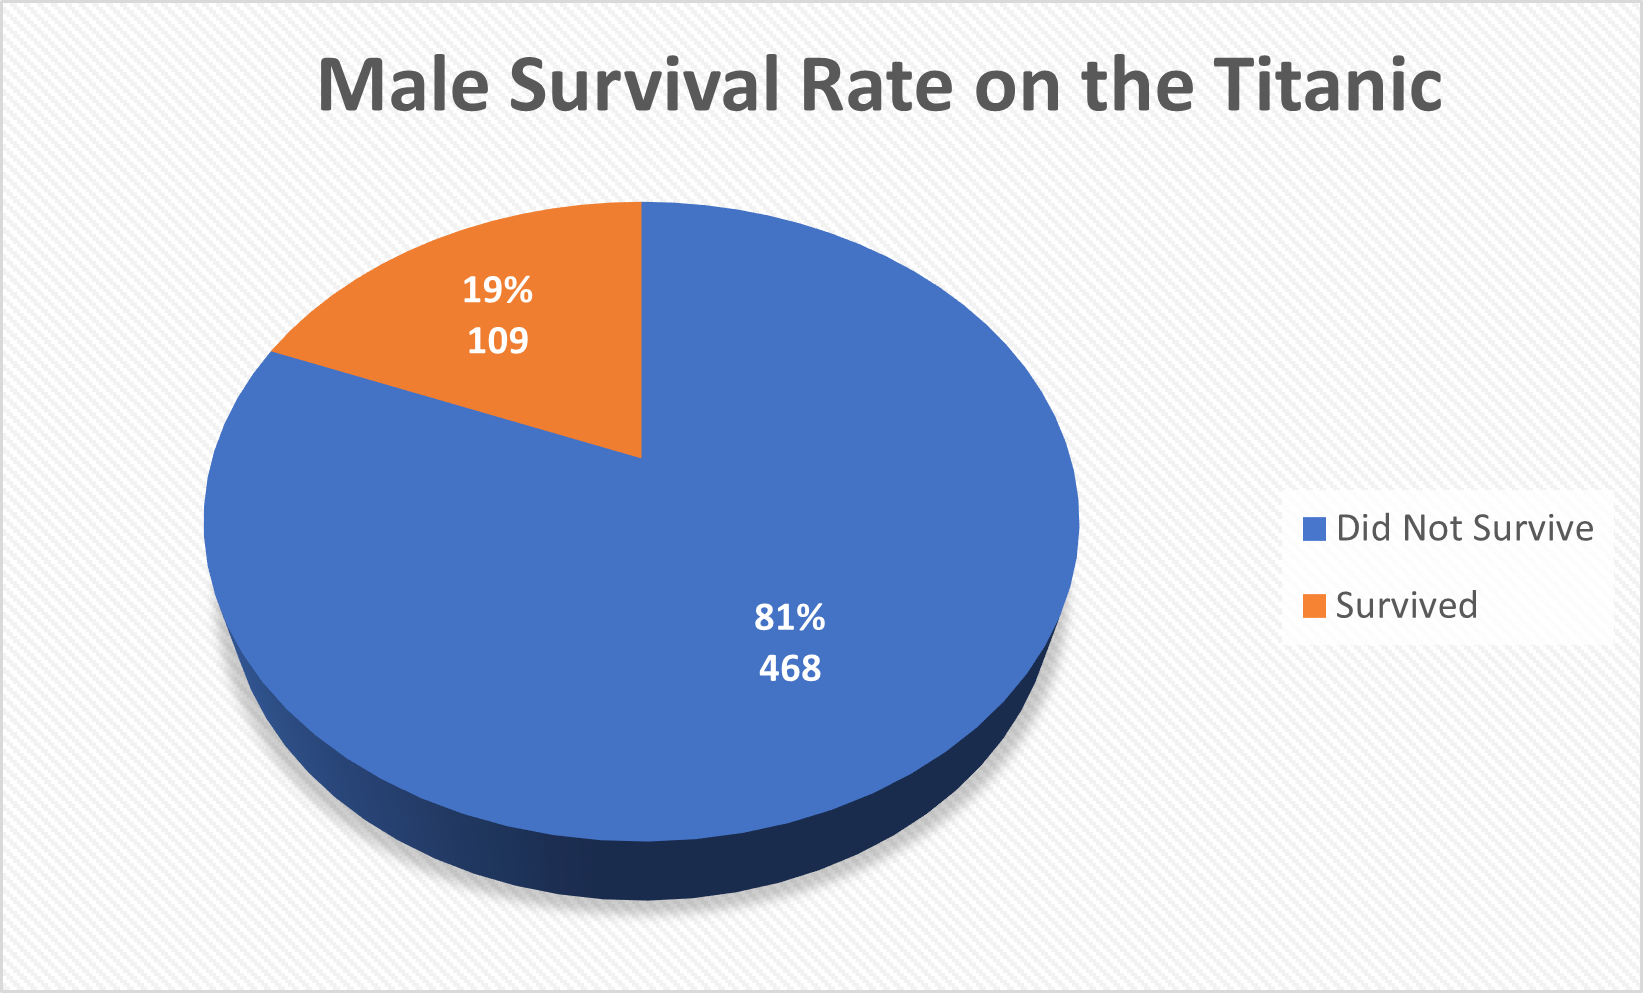 Male Survival Rate on the Titanic
19%
109
81%
468
Did Not Survive
Survived